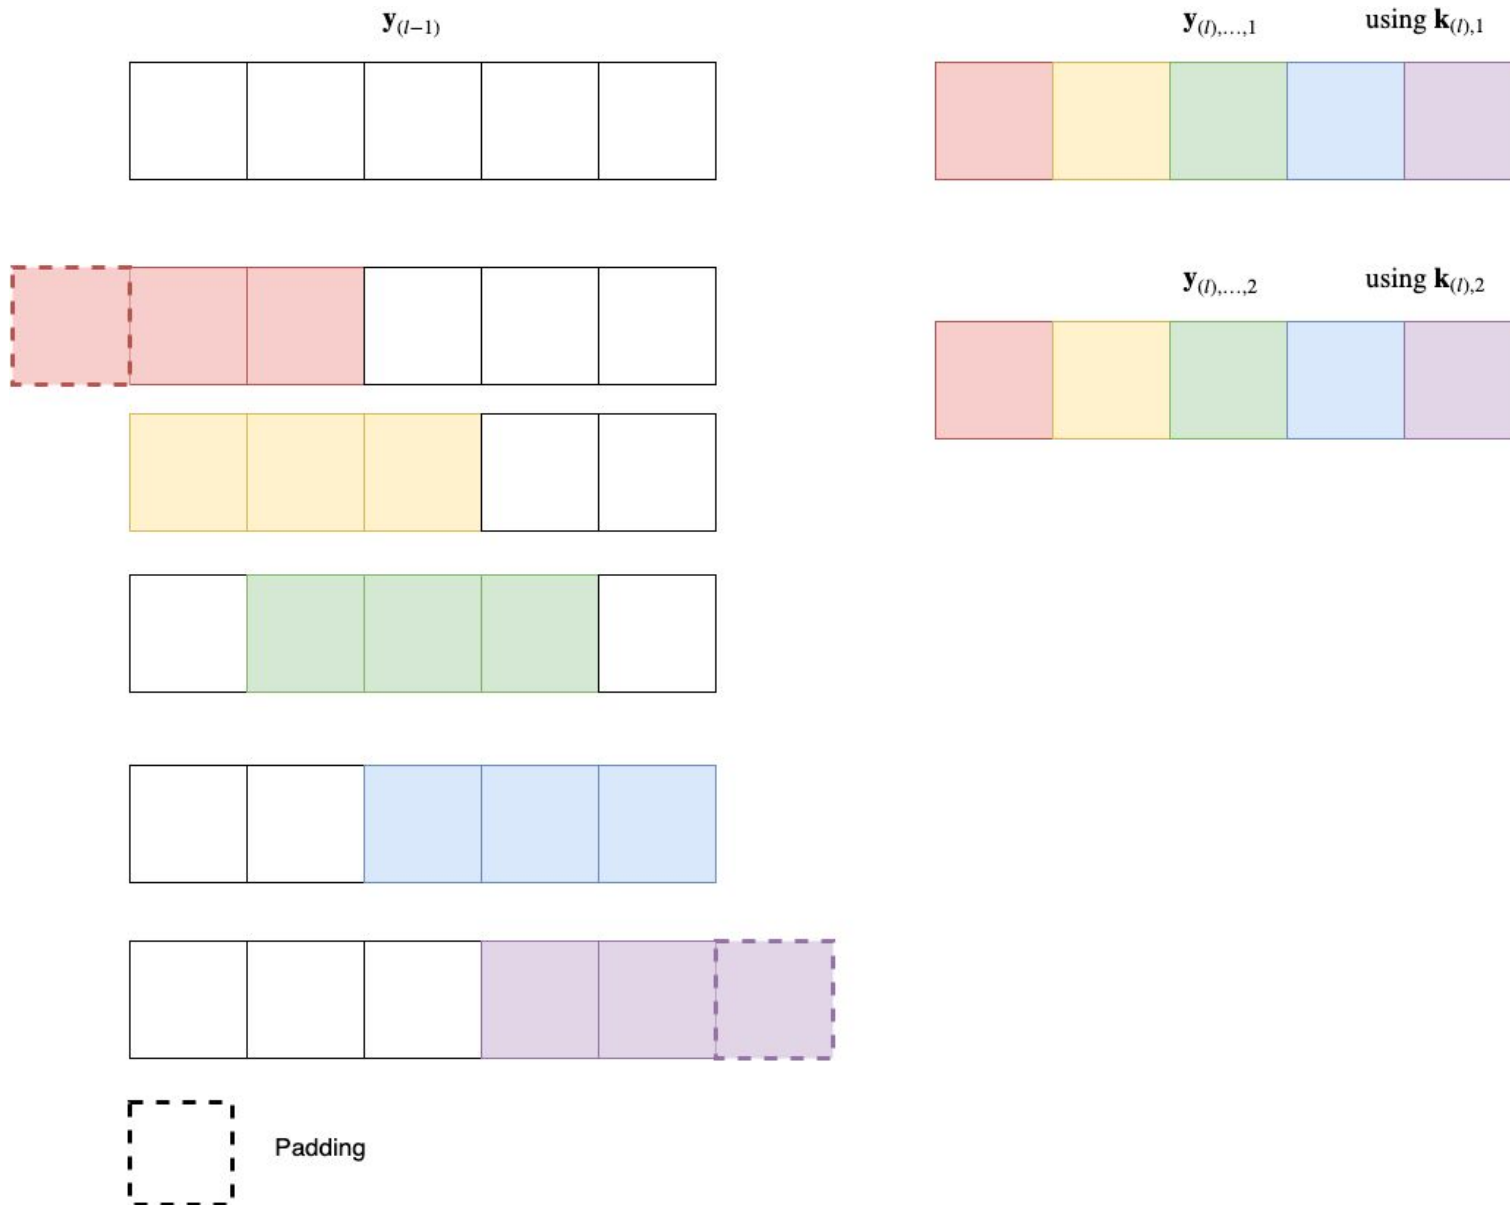 y(l−1)
y(l),…,1 using k(l),1
y(l),…,2 using k(l),2
Padding